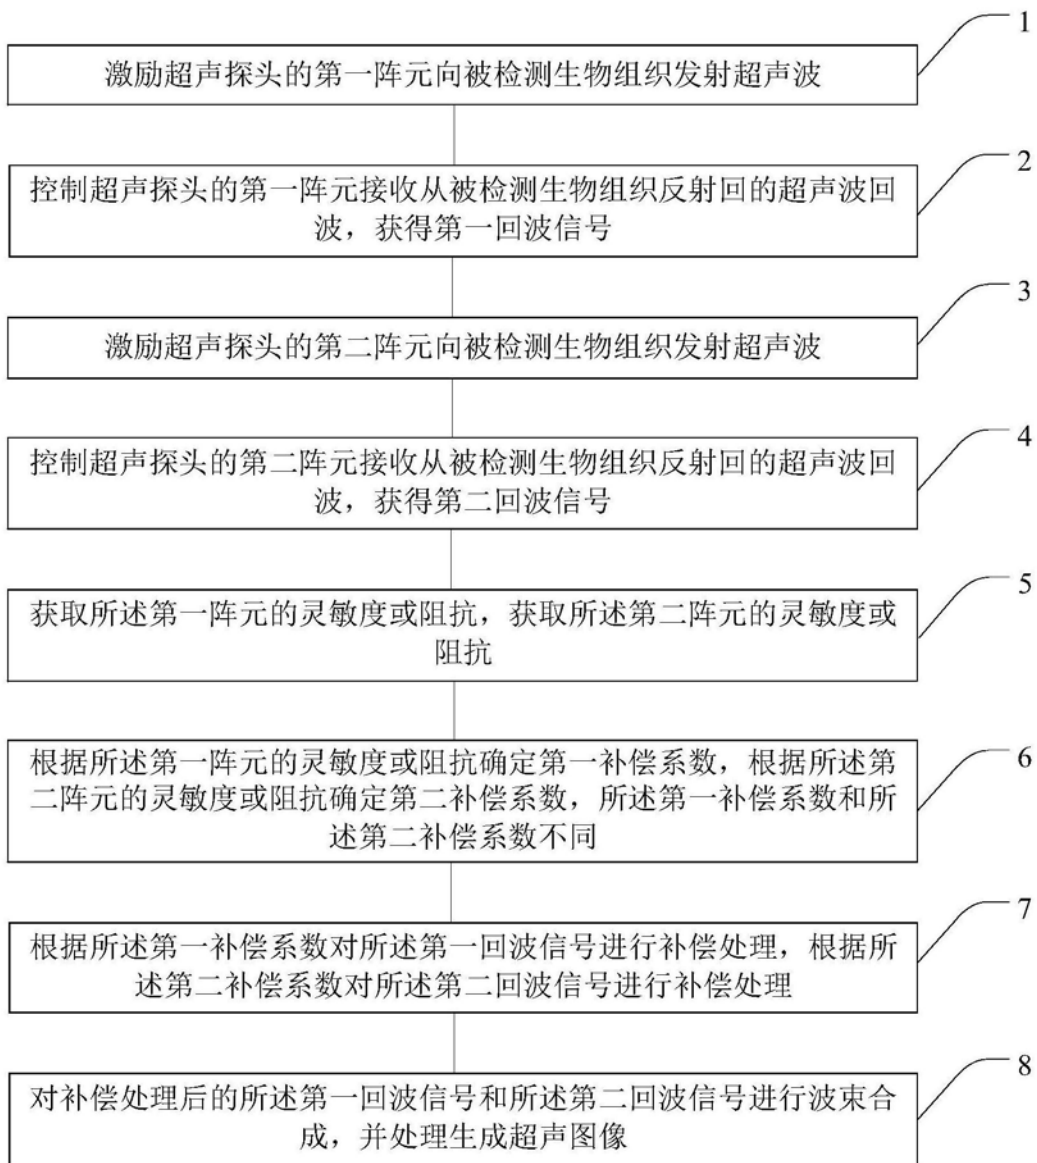 1
激励超声探头的第一阵元向被检测生物组织发射超声波
2
控制超声探头的第一阵元接收从被检测生物组织反射回的超声波回
波，获得第一回波信号
3
激励超声探头的第二阵元向被检测生物组织发射超声波
4
控制超声探头的第二阵元接收从被检测生物组织反射回的超声波回
波，获得第二回波信号
5
获取所述第一阵元的灵敏度或阻抗，获取所述第二阵元的灵敏度或
阻抗
6
根据所述第一阵元的灵敏度或阻抗确定第一补偿系数，根据所述第
二阵元的灵敏度或阻抗确定第二补偿系数，所述第一补偿系数和所
述第二补偿系数不同
7
根据所述第一补偿系数对所述第一回波信号进行补偿处理，根据所
述第二补偿系数对所述第二回波信号进行补偿处理
8
对补偿处理后的所述第一回波信号和所述第二回波信号进行波束合
成，并处理生成超声图像